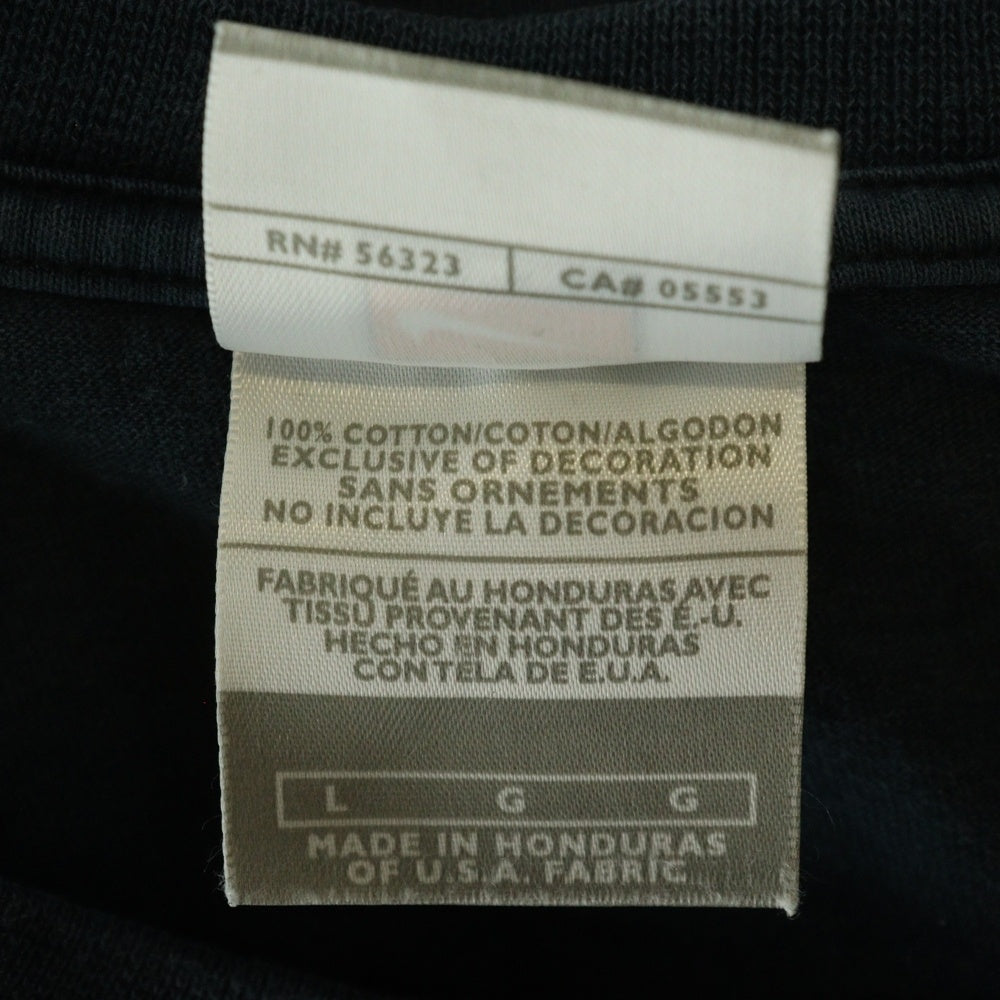 RN# 56323 CA# 05553
100% COTTON/COTON/ALGODON
EXCLUSIVE OF DECORATION
SANS ORNEMENTS
NO INCLUYE LA DECORACION
FABRIQUÉ AU HONDURAS AVEC
TISSU PROVENANT DES É.-U.
HECHO EN HONDURAS
CON TELA DE E.U.A.
L G G
MADE IN HONDURAS
OF U.S.A. FABRIC